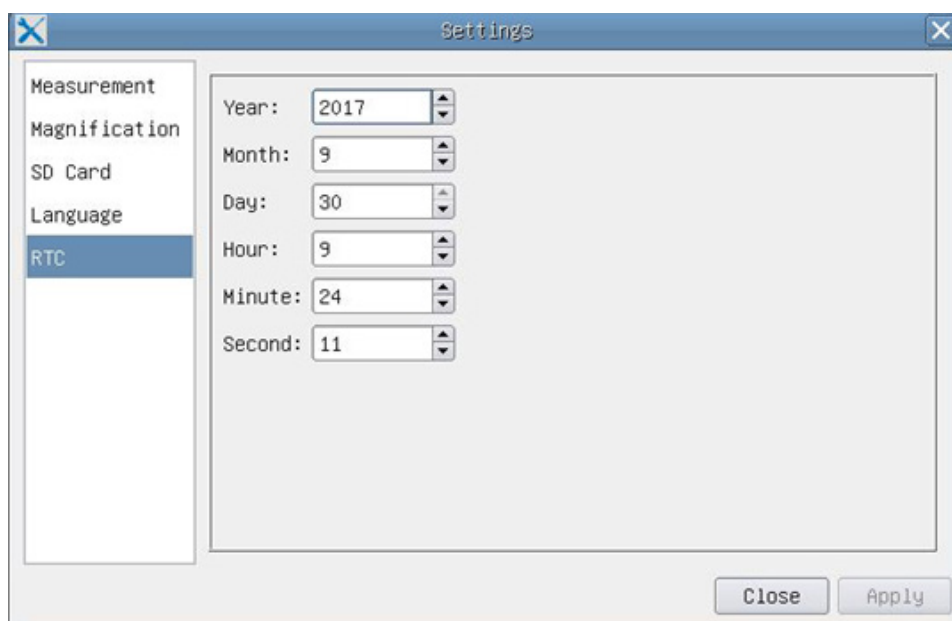 Settings
Measurement
Magnification
SD Card
Language
RTC
Year: 2017
Month: 9
Day: 30
Hour: 9
Minute: 24
Second: 11
Close
Apply